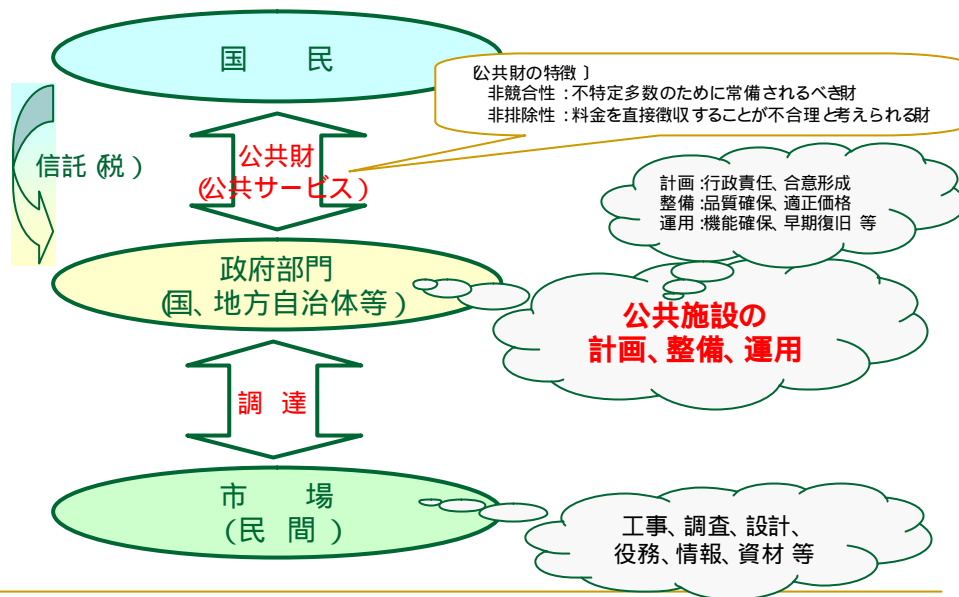 国　民
〔公共財の特徴〕
非競合性：不特定多数のために常備されるべき財
非排除性：料金を直接徴収することが不合理と考えられる財
信託（税）
公共財
（公共サービス）
計画：行政責任、合意形成
整備：品質確保、適正価格
運用：機能確保、早期復旧 等
政府部門
（国、地方自治体等）
公共施設の
計画、整備、運用
調 達
市　場
（民 間）
工事、調査、設計、
役務、情報、資材 等